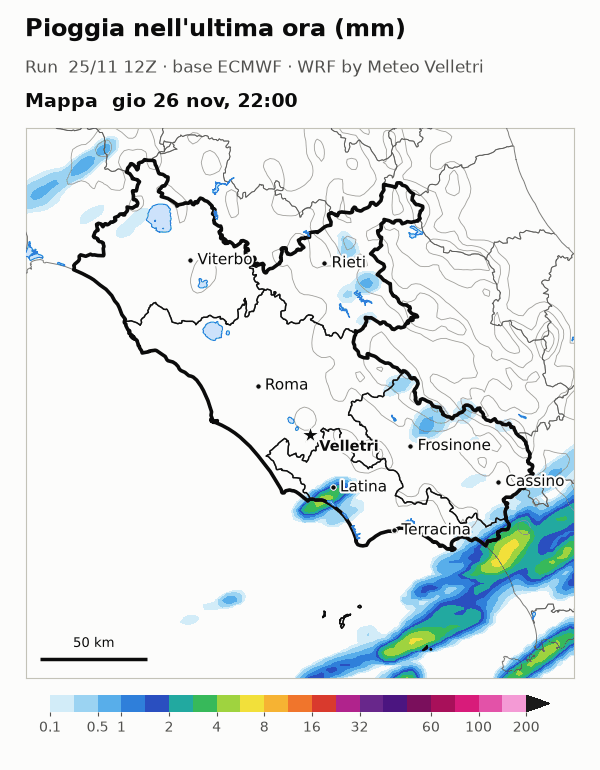 Pioggia nell'ultima ora (mm)
Run  25/11 12Z · base ECMWF · WRF by Meteo Velletri
Mappa  gio 26 nov, 22:00
Viterbo
Rieti
Roma
Velletri
Frosinone
Latina
Cassino
Terracina
50 km
0.1 0.5 1 2 4 8 16 32 60 100 200